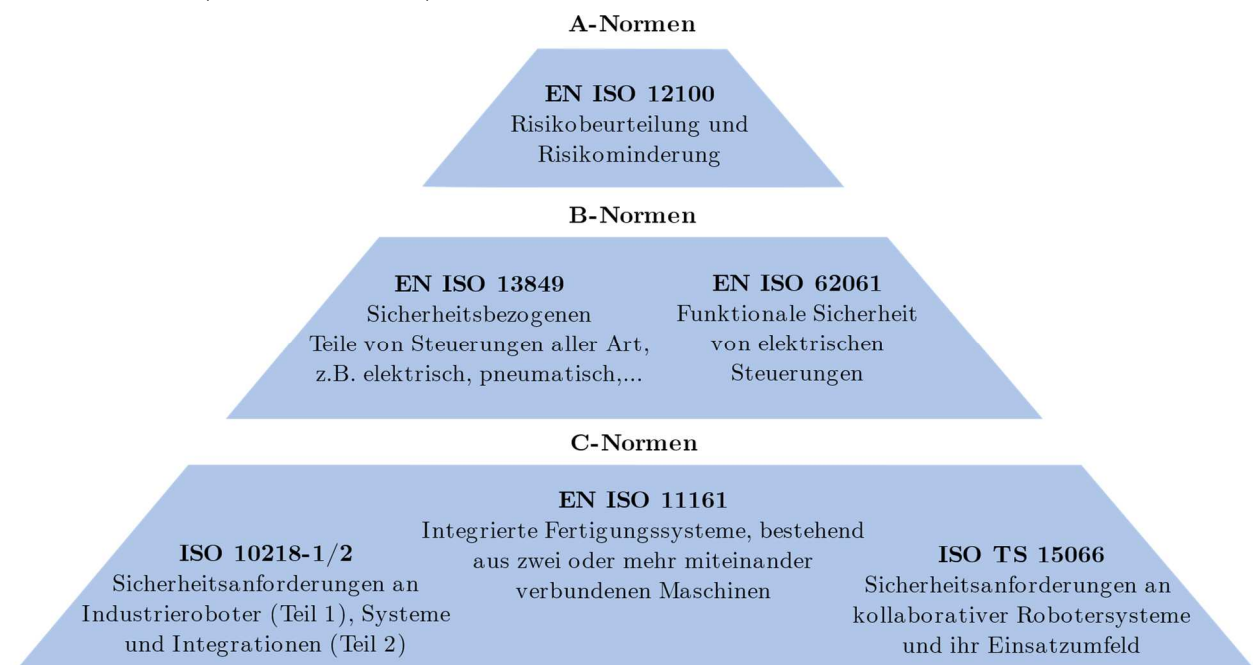 A-Normen
EN ISO 12100
Risikobeurteilung und
Risikominderung
B-Normen
EN ISO 13849
Sicherheitsbezogenen
Teile von Steuerungen aller Art,
z.B. elektrisch, pneumatisch,...
EN ISO 62061
Funktionale Sicherheit
von elektrischen
Steuerungen
C-Normen
ISO 10218-1/2
Sicherheitsanforderungen an
Industrieroboter (Teil 1), Systeme
und Integrationen (Teil 2)
EN ISO 11161
Integrierte Fertigungssysteme, bestehend
aus zwei oder mehr miteinander
verbundenen Maschinen
ISO TS 15066
Sicherheitsanforderungen an
kollaborativer Robotersysteme
und ihr Einsatzumfeld